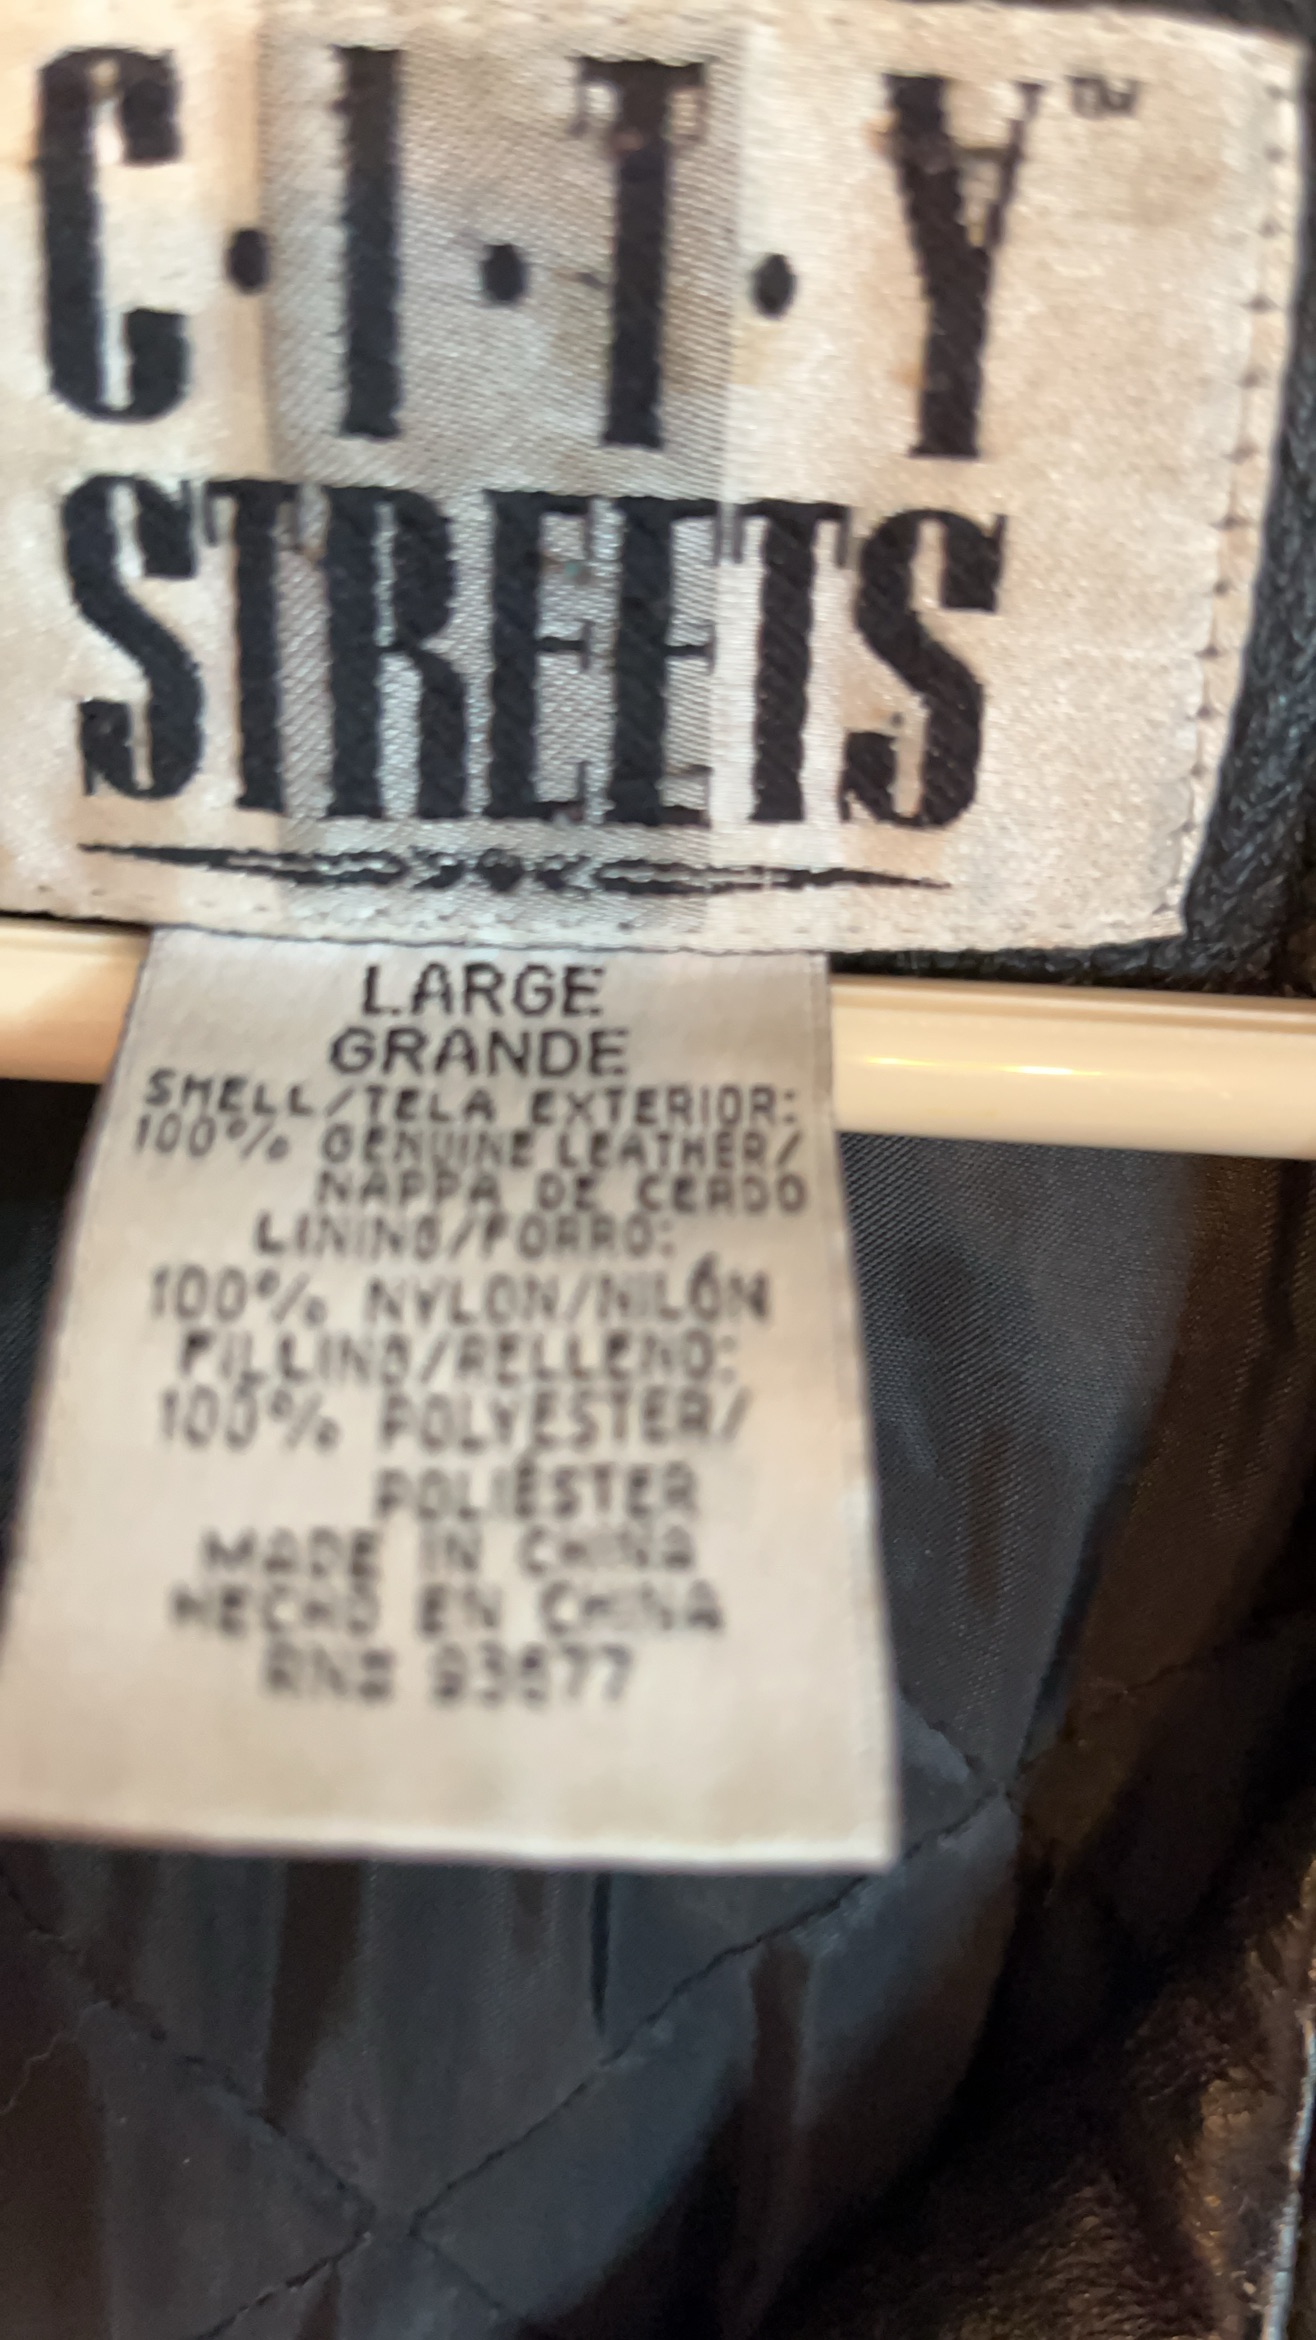 C·I·T·Y™
STREETS
LARGE
GRANDE
SHELL/TELA EXTERIOR:
100% GENUINE LEATHER/
NAPPA DE CERDO
LINING/FORRO:
100% NYLON/NILÓN
FILLING/RELLENO:
100% POLYESTER/
POLIÉSTER
MADE IN CHINA
HECHO EN CHINA
RN#